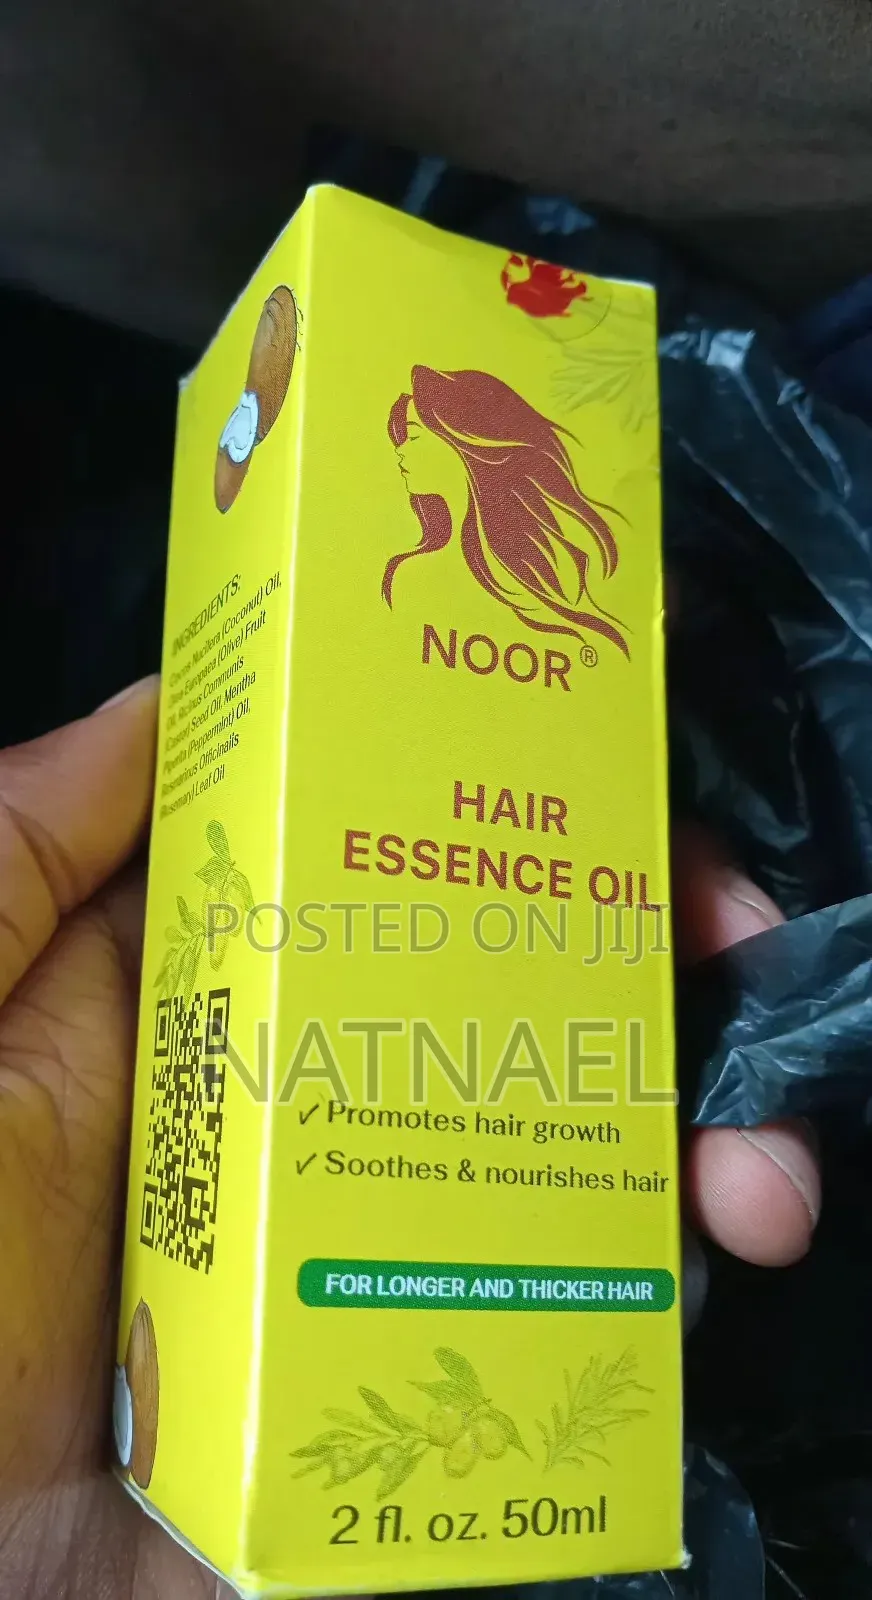 NOOR®
HAIR
ESSENCE OIL
POSTED ON JIJI
NATNAEL
✓ Promotes hair growth
✓ Soothes & nourishes hair
FOR LONGER AND THICKER HAIR
2 fl. oz. 50ml
INGREDIENTS:
Cocos Nucifera (Coconut) Oil,
Olea Europaea (Olive) Fruit
Oil, Ricinus Communis
(Castor) Seed Oil, Mentha
Piperita (Peppermint) Oil,
Rosmarinus Officinalis
(Rosemary) Leaf Oil